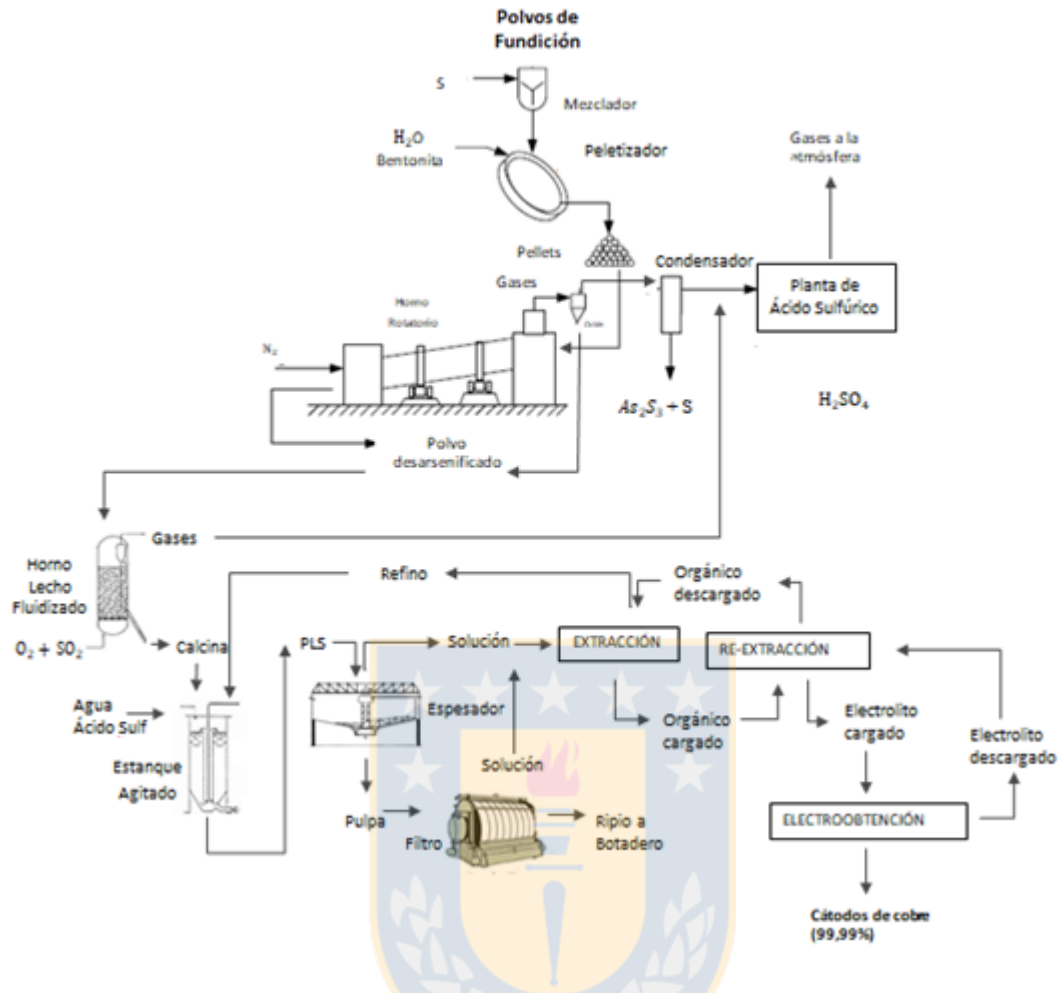 Polvos de
Fundición
S
Mezclador
H₂O
Bentonita
Peletizador
Gases a la
atmósfera
Pellets
Condensador
Gases
Planta de
Ácido Sulfúrico
Horno
Rotatorio
N₂
As₂S₃ + S
H₂SO₄
Polvo
desarsenificado
Gases
Horno
Lecho
Fluidizado
Refino
Orgánico
descargado
O₂ + SO₂
Calcina
PLS
Solución
EXTRACCIÓN
RE-EXTRACCIÓN
Agua
Ácido Sulf
Espesador
Orgánico
cargado
Electrolito
cargado
Electrolito
descargado
Estanque
Agitado
Solución
Pulpa
Filtro
Ripio a
Botadero
ELECTROOBTENCIÓN
Cátodos de cobre
(99,99%)